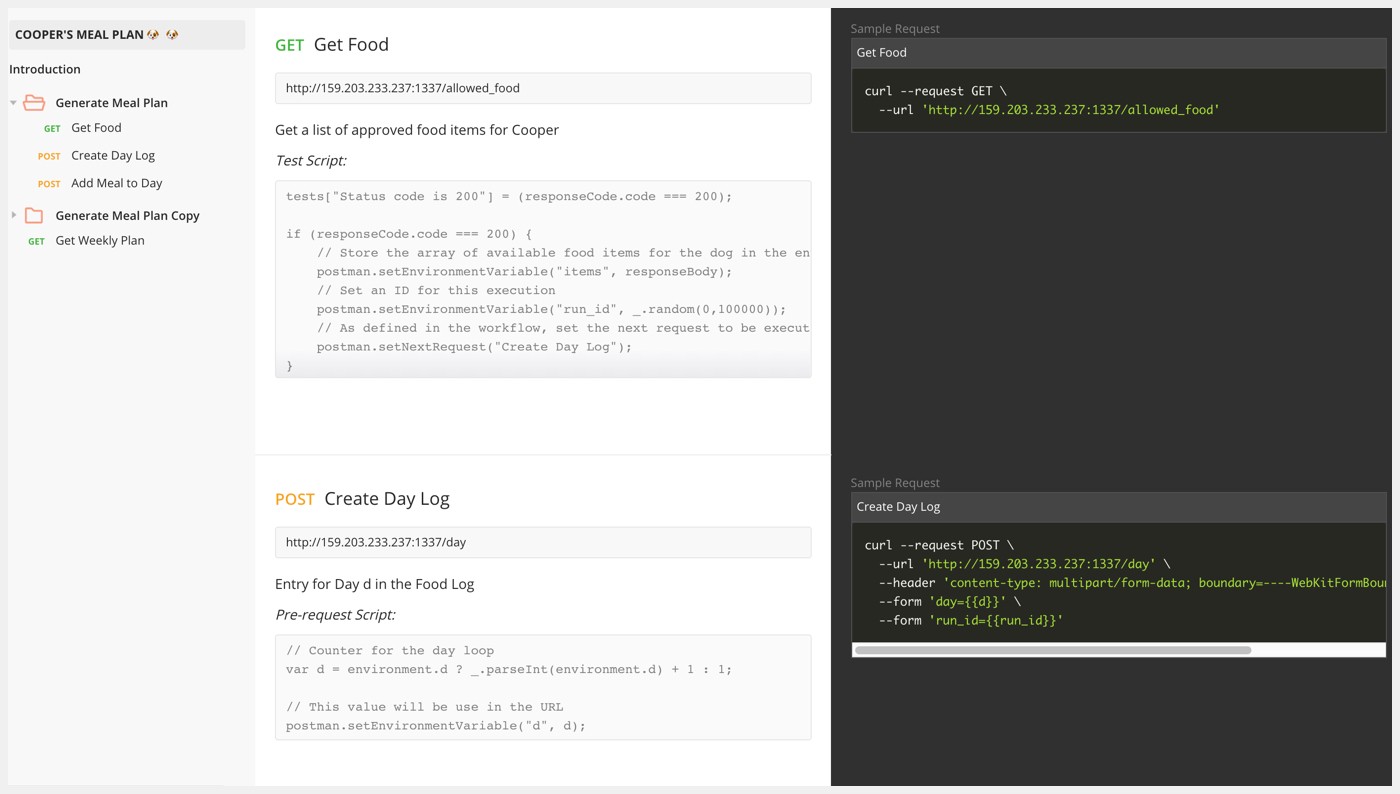 COOPER'S MEAL PLAN🐶 🐶
Introduction
Generate Meal Plan
GET Get Food
POST Create Day Log
POST Add Meal to Day
Generate Meal Plan Copy
GET Get Weekly Plan
GET Get Food
http://159.203.233.237:1337/allowed_food
Get a list of approved food items for Cooper
Test Script:
tests["Status code is 200"] = (responseCode.code === 200);
if (responseCode.code === 200) {
    // Store the array of available food items for the dog in the en
    postman.setEnvironmentVariable("items", responseBody);
    // Set an ID for this execution
    postman.setEnvironmentVariable("run_id", _.random(0,100000));
    // As defined in the workflow, set the next request to be execut
    postman.setNextRequest("Create Day Log");
}
POST Create Day Log
http://159.203.233.237:1337/day
Entry for Day d in the Food Log
Pre-request Script:
// Counter for the day loop
var d = environment.d ? _.parseInt(environment.d) + 1 : 1;
// This value will be use in the URL
postman.setEnvironmentVariable("d", d);
Sample Request
Get Food
curl --request GET \
  --url 'http://159.203.233.237:1337/allowed_food'
Sample Request
Create Day Log
curl --request POST \
  --url 'http://159.203.233.237:1337/day' \
  --header 'content-type: multipart/form-data; boundary=----WebKitFormBou
  --form 'day={{d}}' \
  --form 'run_id={{run_id}}'